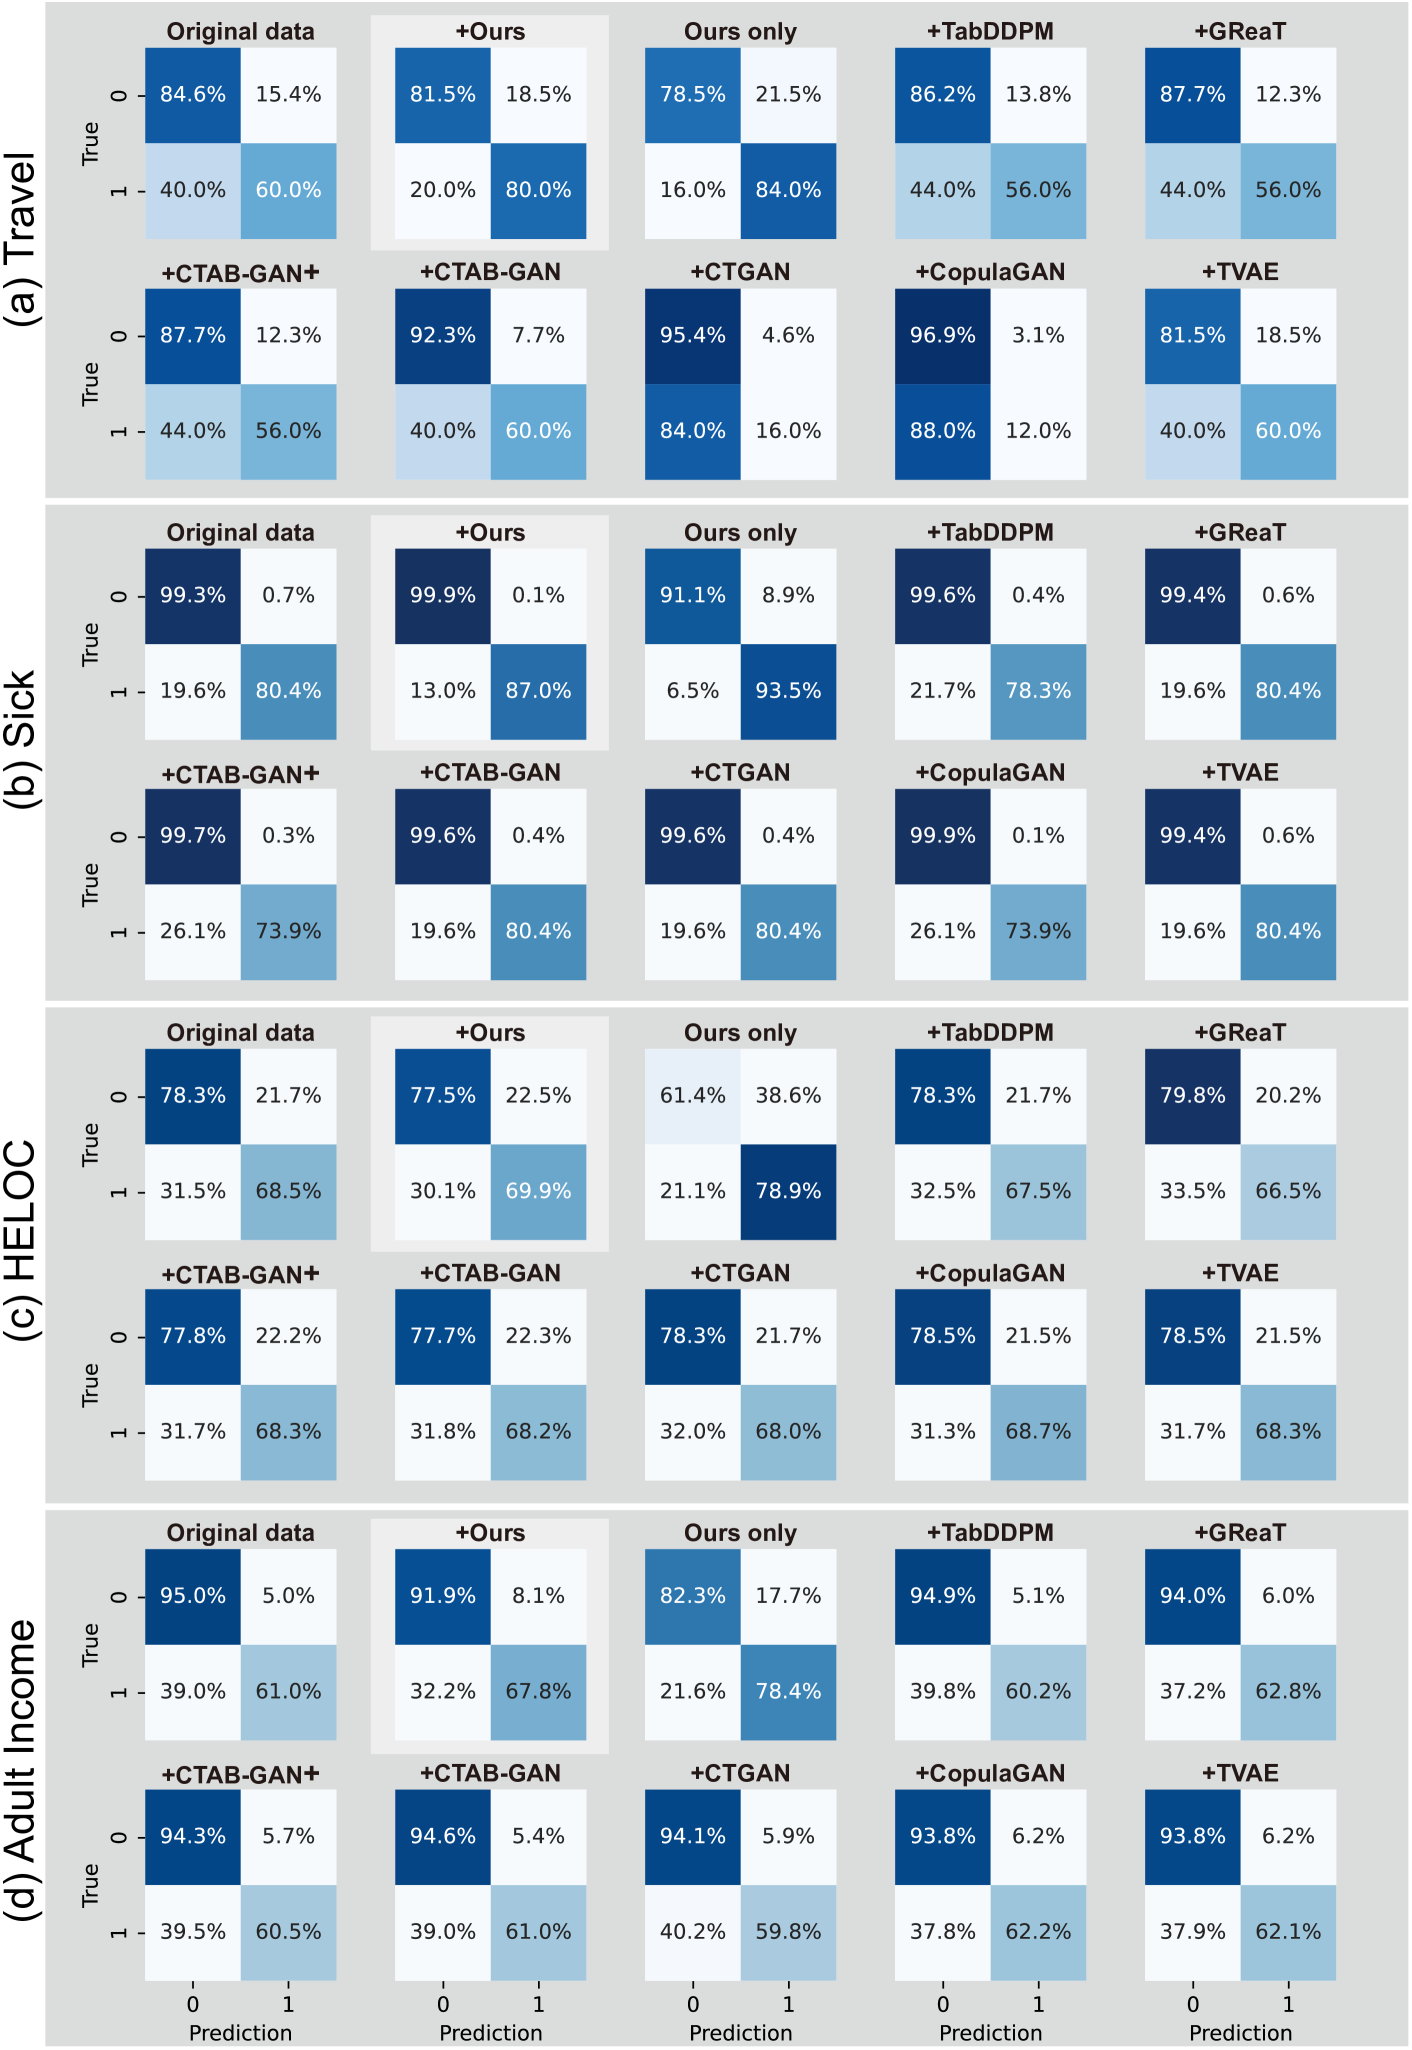 (a) Travel
Original data +Ours Ours only +TabDDPM +GReaT
0 84.6% 15.4% 81.5% 18.5% 78.5% 21.5% 86.2% 13.8% 87.7% 12.3%
True
1 40.0% 60.0% 20.0% 80.0% 16.0% 84.0% 44.0% 56.0% 44.0% 56.0%
+CTAB-GAN+ +CTAB-GAN +CTGAN +CopulaGAN +TVAE
0 87.7% 12.3% 92.3% 7.7% 95.4% 4.6% 96.9% 3.1% 81.5% 18.5%
True
1 44.0% 56.0% 40.0% 60.0% 84.0% 16.0% 88.0% 12.0% 40.0% 60.0%
(b) Sick
Original data +Ours Ours only +TabDDPM +GReaT
0 99.3% 0.7% 99.9% 0.1% 91.1% 8.9% 99.6% 0.4% 99.4% 0.6%
True
1 19.6% 80.4% 13.0% 87.0% 6.5% 93.5% 21.7% 78.3% 19.6% 80.4%
+CTAB-GAN+ +CTAB-GAN +CTGAN +CopulaGAN +TVAE
0 99.7% 0.3% 99.6% 0.4% 99.6% 0.4% 99.9% 0.1% 99.4% 0.6%
True
1 26.1% 73.9% 19.6% 80.4% 19.6% 80.4% 26.1% 73.9% 19.6% 80.4%
(c) HELOC
Original data +Ours Ours only +TabDDPM +GReaT
0 78.3% 21.7% 77.5% 22.5% 61.4% 38.6% 78.3% 21.7% 79.8% 20.2%
True
1 31.5% 68.5% 30.1% 69.9% 21.1% 78.9% 32.5% 67.5% 33.5% 66.5%
+CTAB-GAN+ +CTAB-GAN +CTGAN +CopulaGAN +TVAE
0 77.8% 22.2% 77.7% 22.3% 78.3% 21.7% 78.5% 21.5% 78.5% 21.5%
True
1 31.7% 68.3% 31.8% 68.2% 32.0% 68.0% 31.3% 68.7% 31.7% 68.3%
(d) Adult Income
Original data +Ours Ours only +TabDDPM +GReaT
0 95.0% 5.0% 91.9% 8.1% 82.3% 17.7% 94.9% 5.1% 94.0% 6.0%
True
1 39.0% 61.0% 32.2% 67.8% 21.6% 78.4% 39.8% 60.2% 37.2% 62.8%
+CTAB-GAN+ +CTAB-GAN +CTGAN +CopulaGAN +TVAE
0 94.3% 5.7% 94.6% 5.4% 94.1% 5.9% 93.8% 6.2% 93.8% 6.2%
True
1 39.5% 60.5% 39.0% 61.0% 40.2% 59.8% 37.8% 62.2% 37.9% 62.1%
0 1 0 1 0 1 0 1 0 1
Prediction Prediction Prediction Prediction Prediction